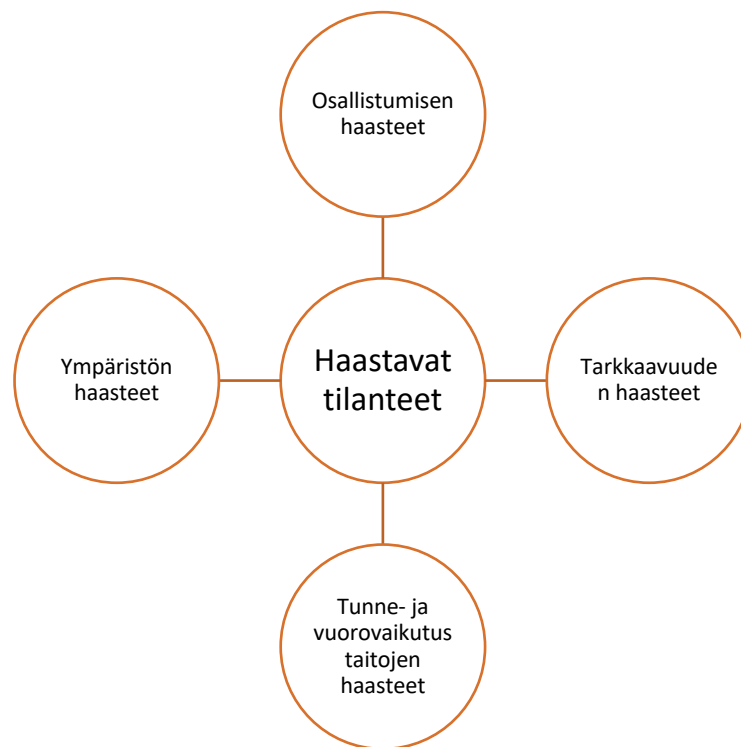 Osallistumisen
haasteet
Ympäristön
haasteet
Haastavat
tilanteet
Tarkkaavuude
n haasteet
Tunne- ja
vuorovaikutus
taitojen
haasteet